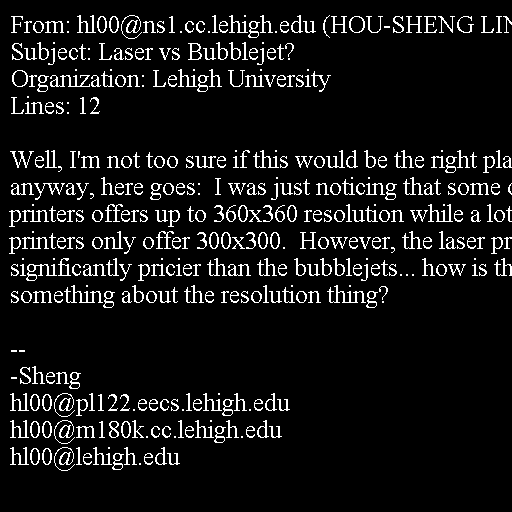 From: hl00@ns1.cc.lehigh.edu (HOU-SHENG LIN
Subject: Laser vs Bubblejet?
Organization: Lehigh University
Lines: 12

Well, I'm not too sure if this would be the right pla
anyway, here goes:  I was just noticing that some
printers offers up to 360x360 resolution while a lot
printers only offer 300x300.  However, the laser pr
significantly pricier than the bubblejets... how is th
something about the resolution thing?

--
-Sheng
hl00@pl122.eecs.lehigh.edu
hl00@m180k.cc.lehigh.edu
hl00@lehigh.edu